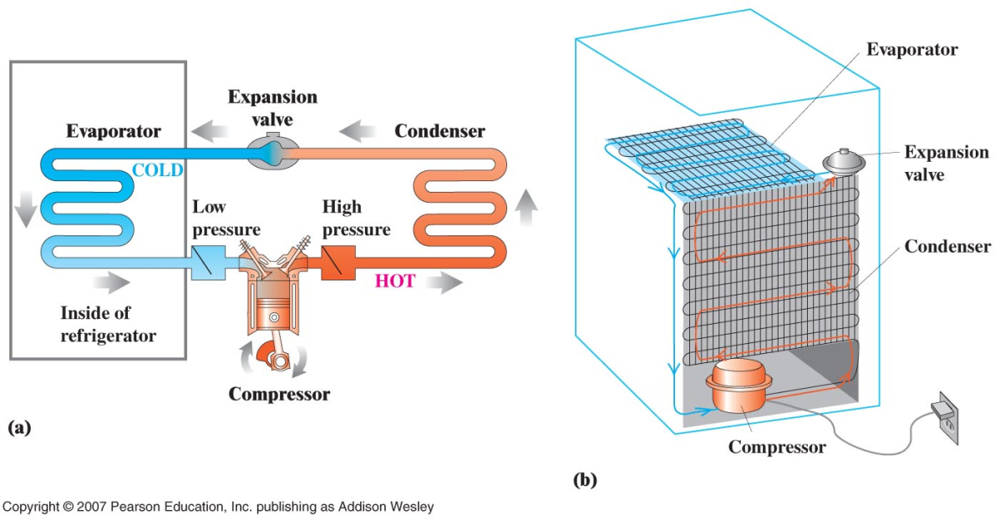 Expansion
valve
Evaporator
Condenser
COLD
Low
pressure
High
pressure
HOT
Inside of
refrigerator
Compressor
(a)
Evaporator
Expansion
valve
Condenser
Compressor
(b)
Copyright © 2007 Pearson Education, Inc. publishing as Addison Wesley